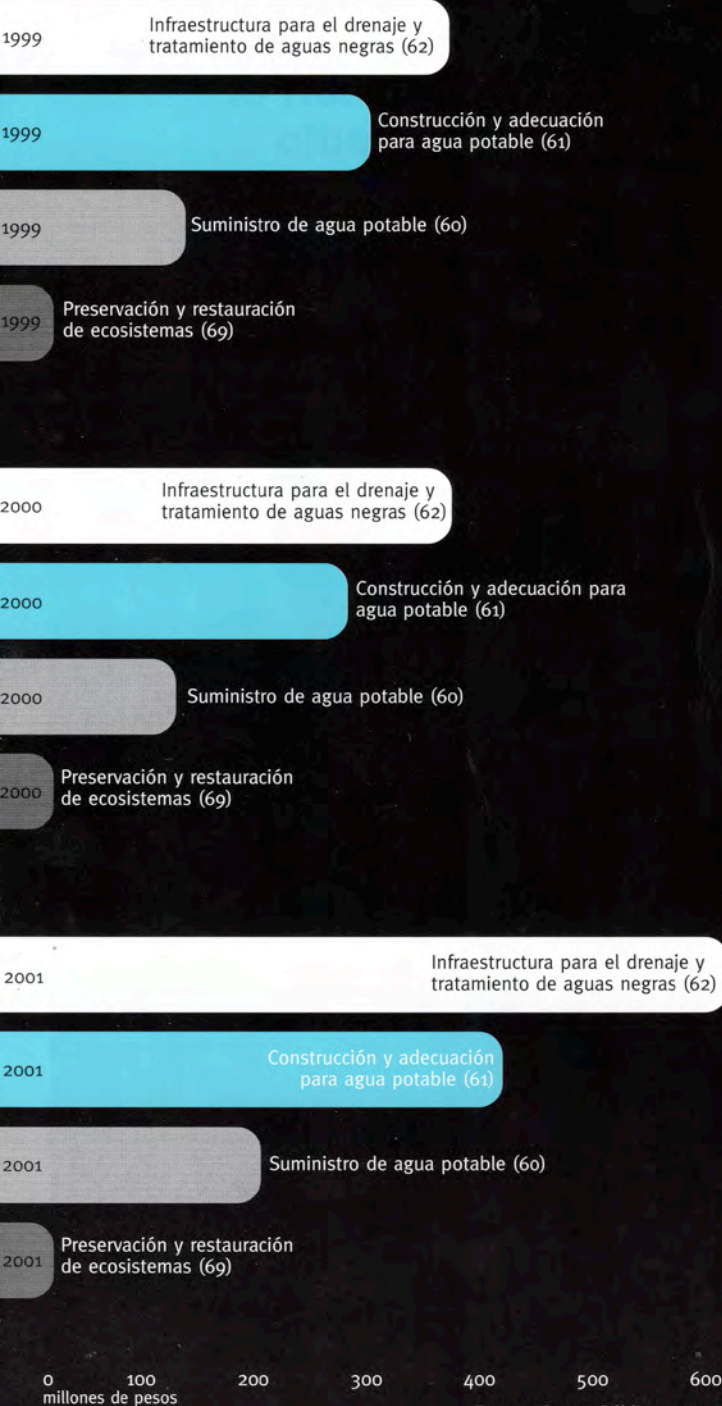 1999
Infraestructura para el drenaje y
tratamiento de aguas negras (62)
1999
Construcción y adecuación
para agua potable (61)
1999
Suministro de agua potable (60)
1999
Preservación y restauración
de ecosistemas (69)
2000
Infraestructura para el drenaje y
tratamiento de aguas negras (62)
2000
Construcción y adecuación para
agua potable (61)
2000
Suministro de agua potable (60)
2000
Preservación y restauración
de ecosistemas (69)
2001
Infraestructura para el drenaje y
tratamiento de aguas negras (62)
2001
Construcción y adecuación
para agua potable (61)
2001
Suministro de agua potable (60)
2001
Preservación y restauración
de ecosistemas (69)
0 100 200 300 400 500 600
millones de pesos